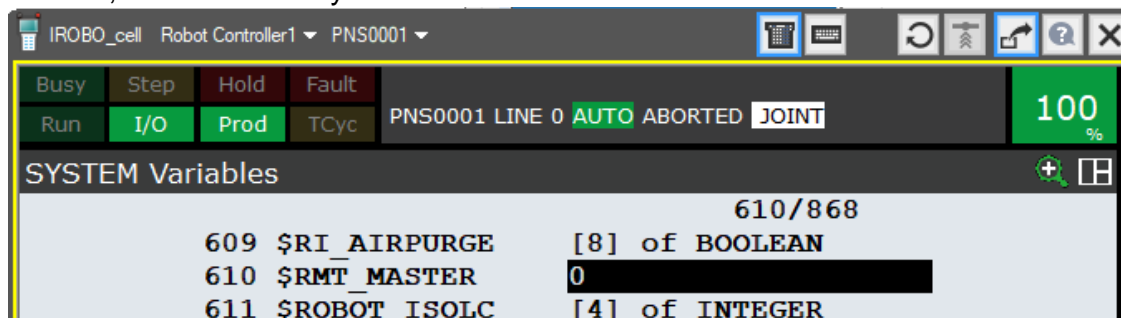 IROBO_cell Robot Controller1 PNS0001
Busy Step Hold Fault
Run I/O Prod TCyc
PNS0001 LINE 0 AUTO ABORTED JOINT
100
%
SYSTEM Variables
610/868
609 $RI_AIRPURGE [8] of BOOLEAN
610 $RMT_MASTER 0
611 $ROBOT_ISOLC [4] of INTEGER